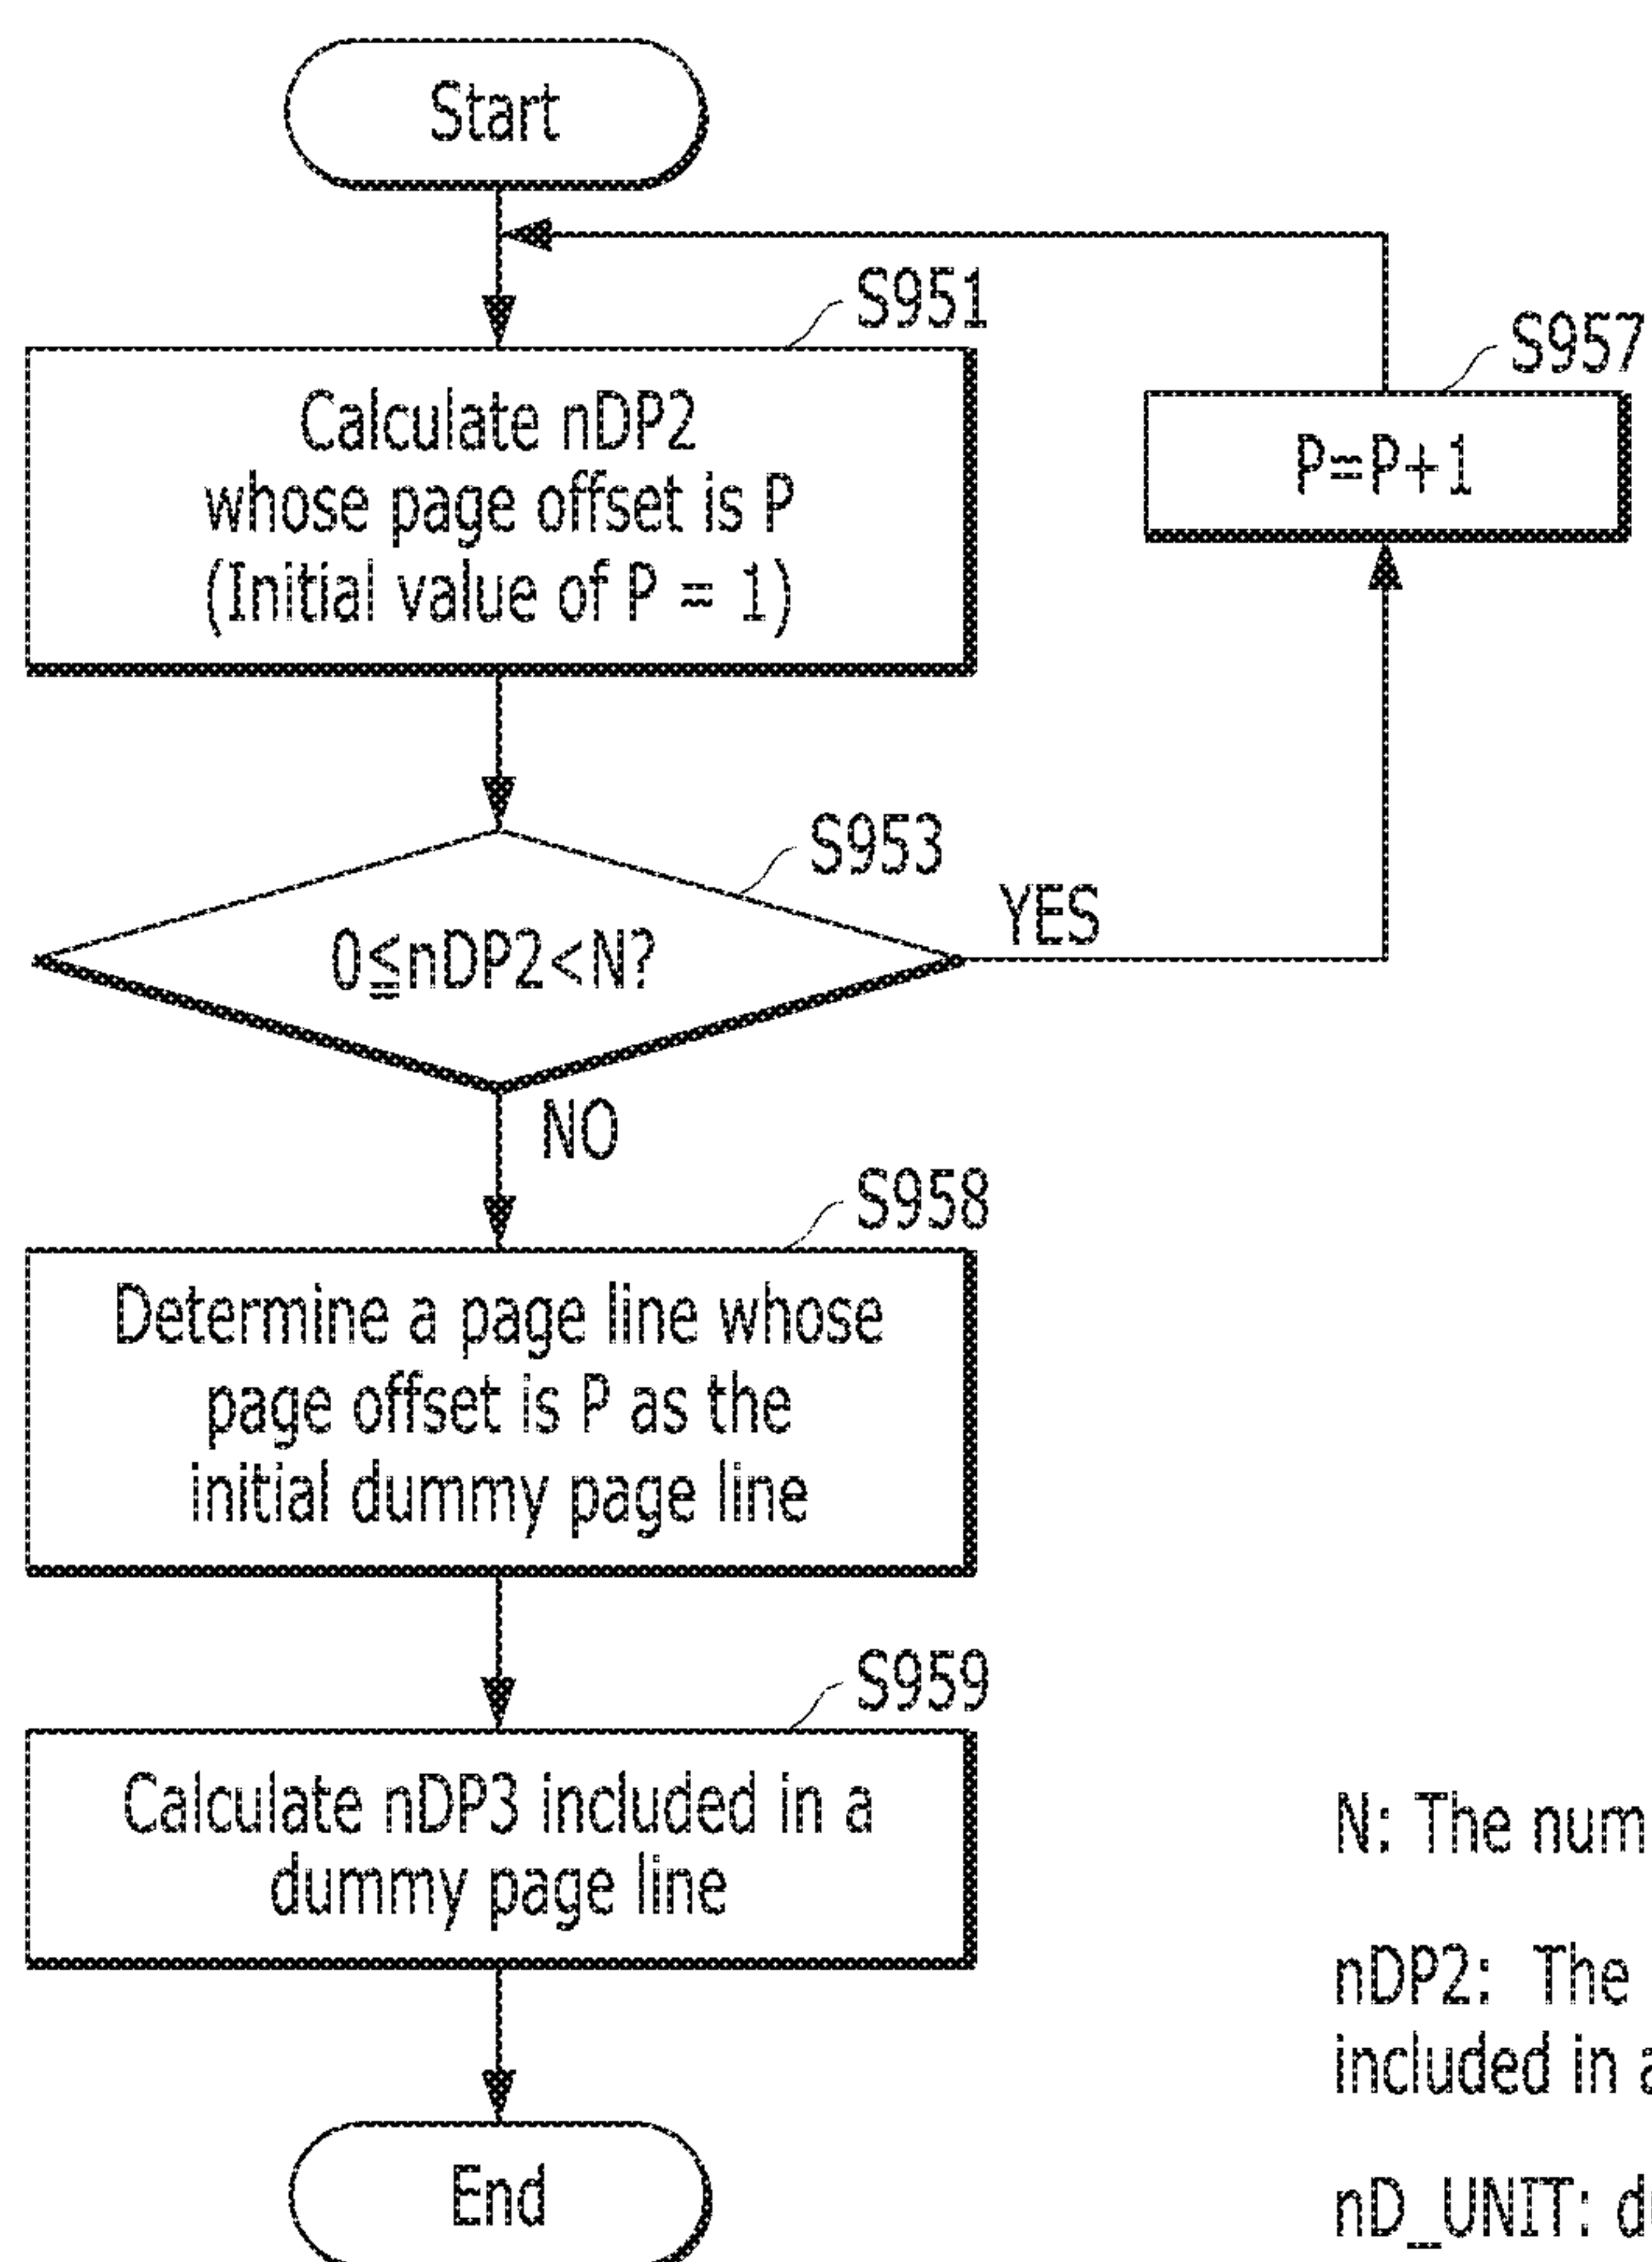 Start
S951
Calculate nDP2
whose page offset is P
(Initial value of P = 1)
S957
P=P+1
S953
0≦nDP2<N?
YES
NO
S958
Determine a page line whose
page offset is P as the
initial dummy page line
S959
Calculate nDP3 included in a
dummy page line
End
N: The num
nDP2: The
included in a
nD_UNIT: